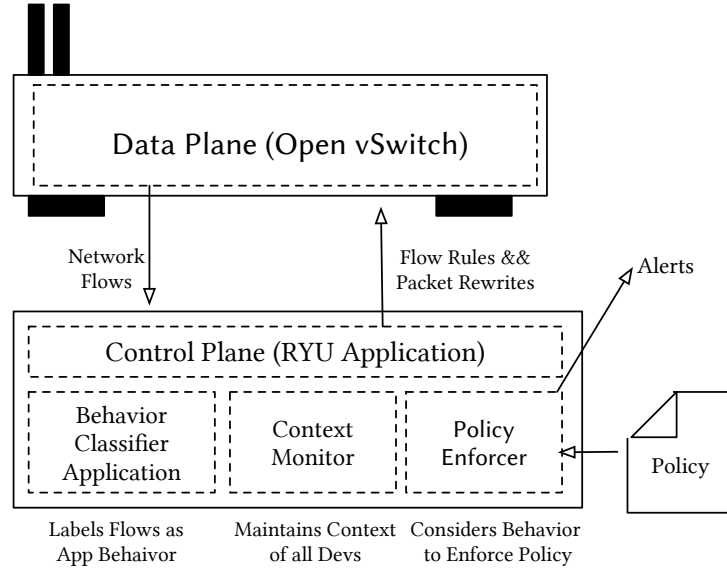 Data Plane (Open vSwitch)
Network
Flows
Flow Rules &&
Packet Rewrites
Alerts
Control Plane (RYU Application)
Behavior
Classifier
Application
Context
Monitor
Policy
Enforcer
Policy
Labels Flows as
App Behaivor
Maintains Context
of all Devs
Considers Behavior
to Enforce Policy